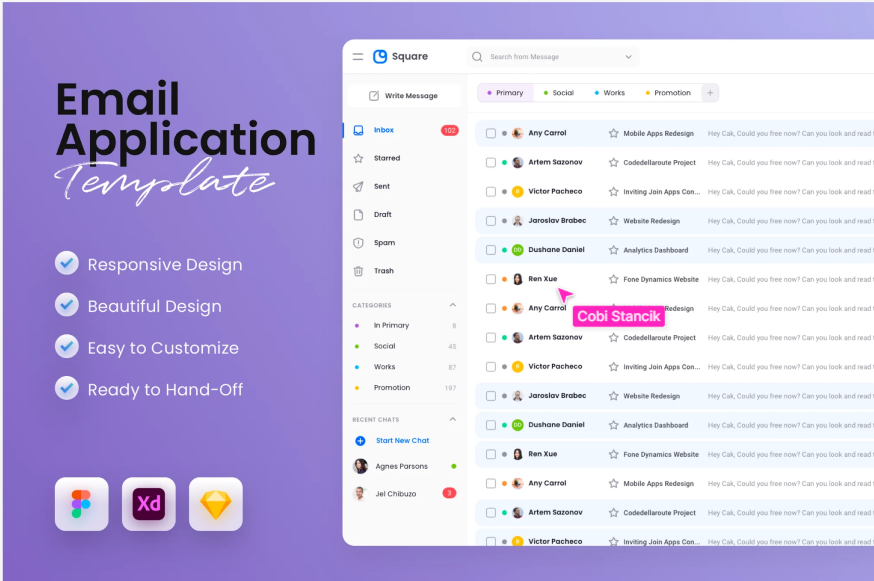 Email
Application
Template
Responsive Design
Beautiful Design
Easy to Customize
Ready to Hand-Off
Xd
Square
Search from Message
Write Message
Inbox 102
Starred
Sent
Draft
Spam
Trash
CATEGORIES
In Primary 8
Social 45
Works 87
Promotion 197
RECENT CHATS
Start New Chat
Agnes Parsons
Jel Chibuzo 3
Primary Social Works Promotion +
Any Carrol Mobile Apps Redesign Hey Cak, Could you free now? Can you look and read
Artem Sazonov Codedellaroute Project Hey Cak, Could you free now? Can you look and read
Victor Pacheco Inviting Join Apps Con... Hey Cak, Could you free now? Can you look and read
Jaroslav Brabec Website Redesign Hey Cak, Could you free now? Can you look and read
DD Dushane Daniel Analytics Dashboard Hey Cak, Could you free now? Can you look and read
Ren Xue Fone Dynamics Website Hey Cak, Could you free now? Can you look and read
Any Carrol Redesign Hey Cak, Could you free now? Can you look and read
Cobi Stancik
Artem Sazonov Codedellaroute Project Hey Cak, Could you free now? Can you look and read
Victor Pacheco Inviting Join Apps Con... Hey Cak, Could you free now? Can you look and read
Jaroslav Brabec Website Redesign Hey Cak, Could you free now? Can you look and read
DD Dushane Daniel Analytics Dashboard Hey Cak, Could you free now? Can you look and read
Ren Xue Fone Dynamics Website Hey Cak, Could you free now? Can you look and read
Any Carrol Mobile Apps Redesign Hey Cak, Could you free now? Can you look and read
Artem Sazonov Codedellaroute Project Hey Cak, Could you free now? Can you look and read
Victor Pacheco Inviting Join Apps Con... Hey Cak, Could you free now? Can you look and read